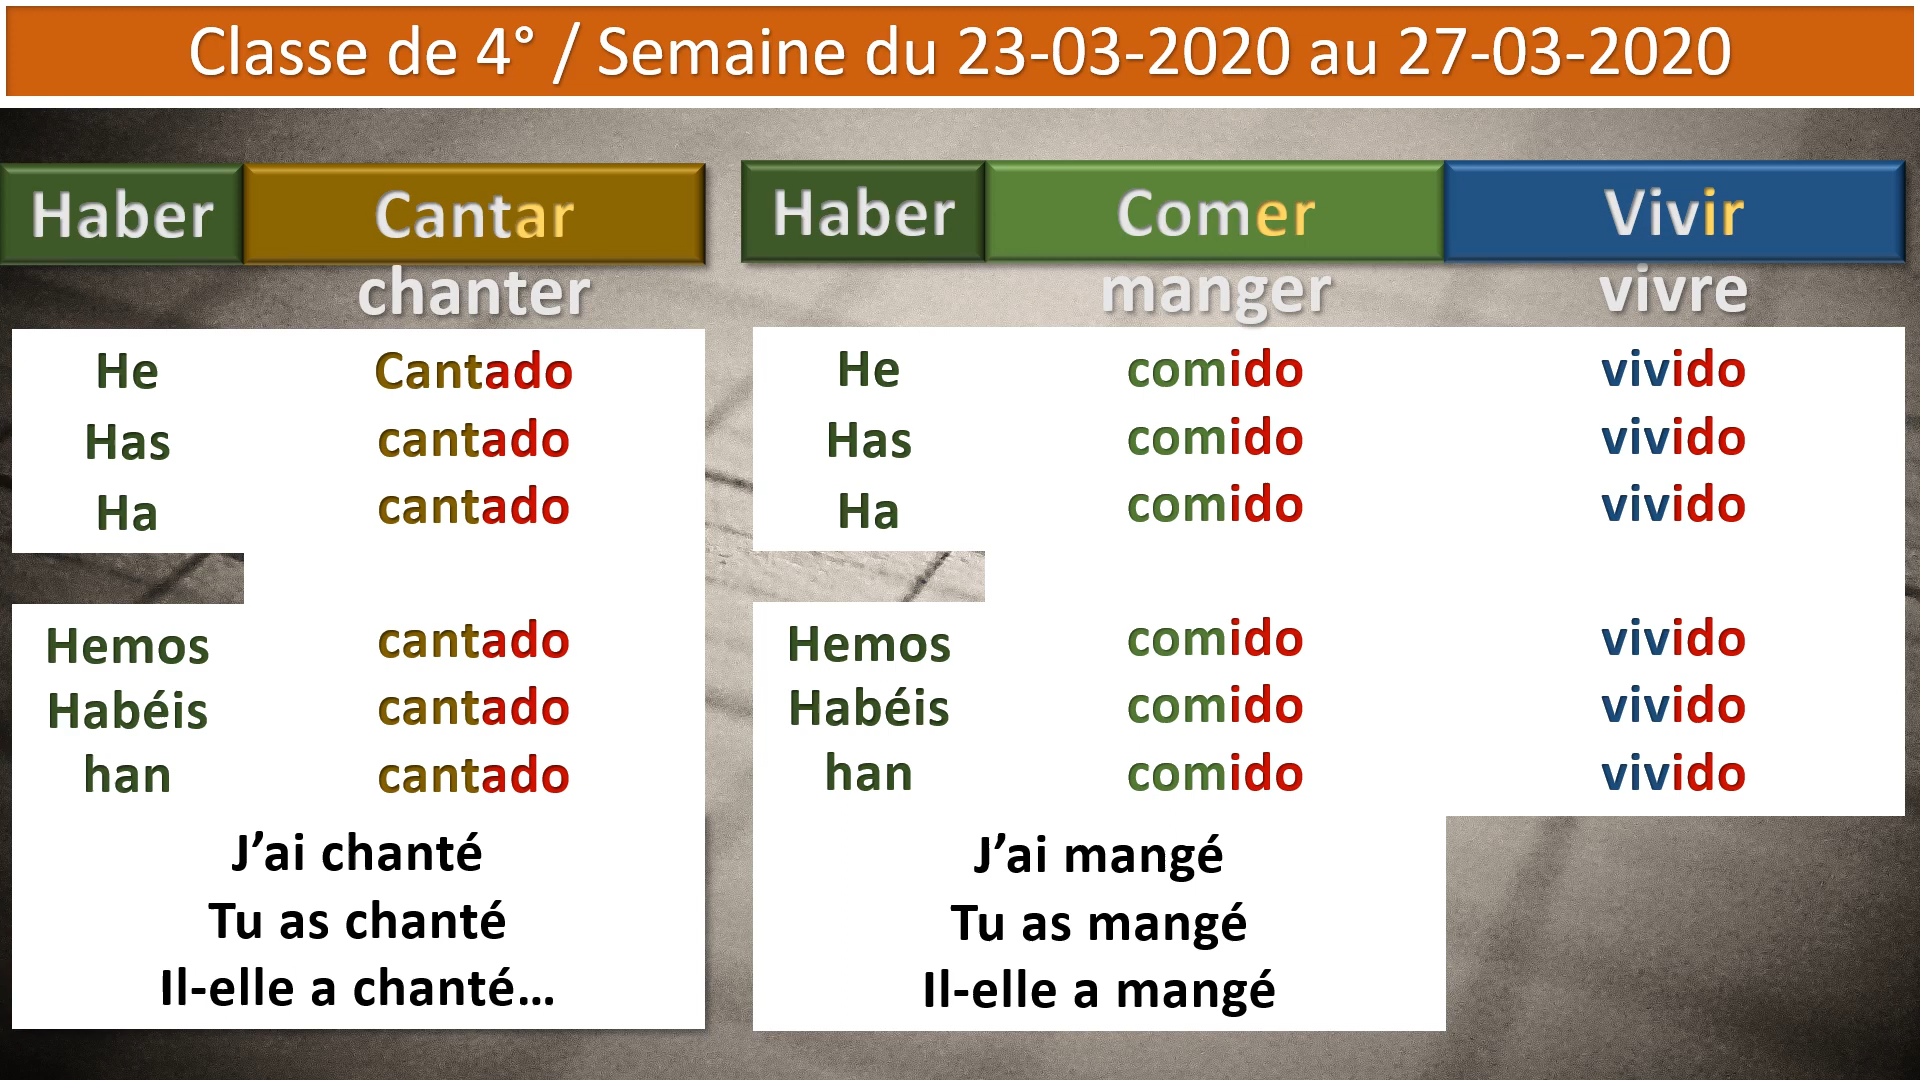 Classe de 4° / Semaine du 23-03-2020 au 27-03-2020
Haber Cantar
chanter
He Cantado
Has cantado
Ha cantado
Hemos cantado
Habéis cantado
han cantado
J’ai chanté
Tu as chanté
Il-elle a chanté…
Haber Comer Vivir
manger vivre
He comido vivido
Has comido vivido
Ha comido vivido
Hemos comido vivido
Habéis comido vivido
han comido vivido
J’ai mangé
Tu as mangé
Il-elle a mangé